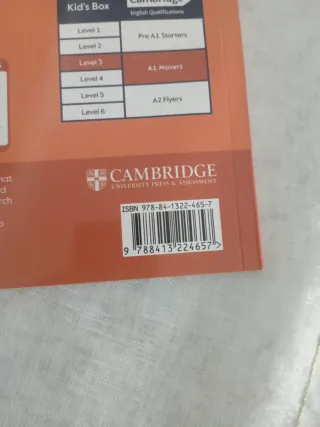 Kid's Box
Cambridge
English Qualifications
Level 1
Level 2
Pre A1 Starters
Level 3
Level 4
A1 Movers
Level 5
Level 6
A2 Flyers
CAMBRIDGE
UNIVERSITY PRESS & ASSESSMENT
ISBN 978-84-1322-465-7
9 788413 224657 >